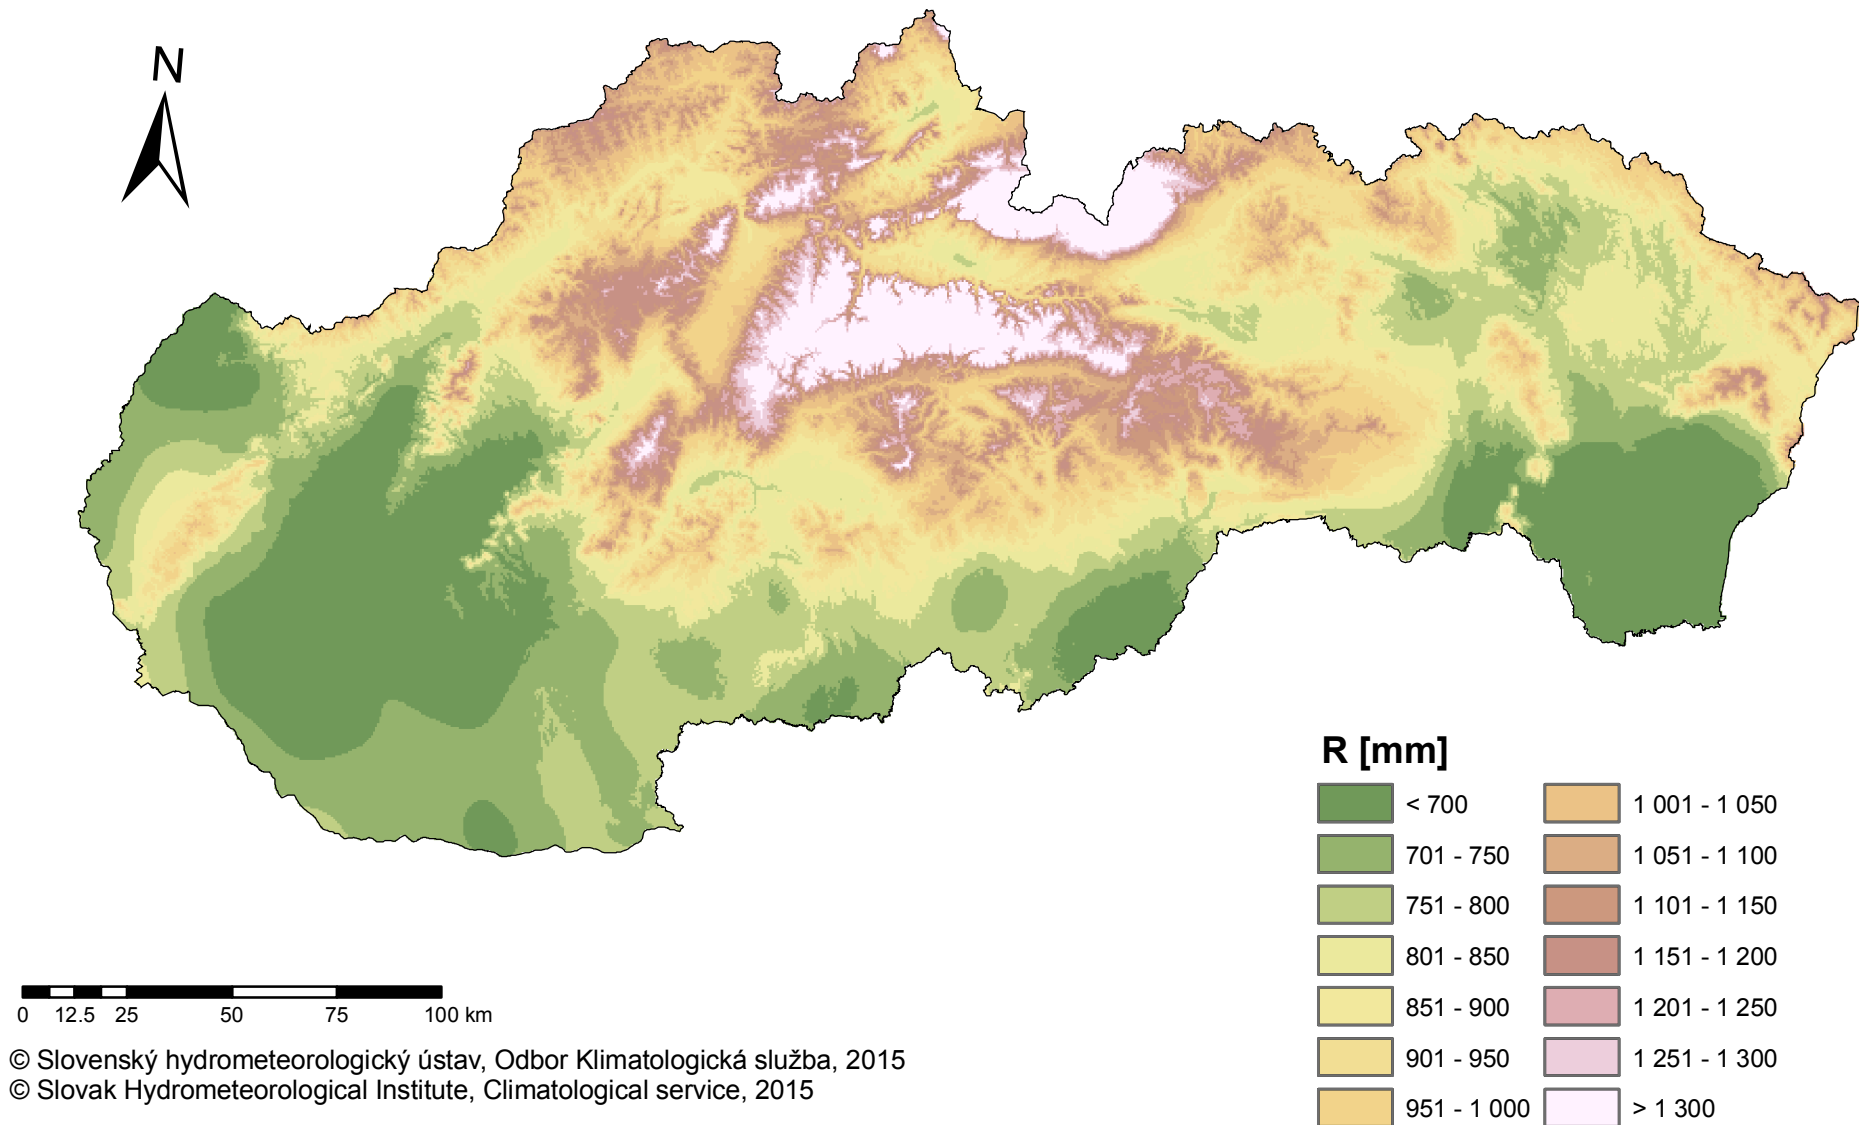 N
R [mm]
< 700
701 - 750
751 - 800
801 - 850
851 - 900
901 - 950
951 - 1 000
1 001 - 1 050
1 051 - 1 100
1 101 - 1 150
1 151 - 1 200
1 201 - 1 250
1 251 - 1 300
> 1 300
0 12.5 25 50 75 100 km
© Slovenský hydrometeorologický ústav, Odbor Klimatologická služba, 2015
© Slovak Hydrometeorological Institute, Climatological service, 2015